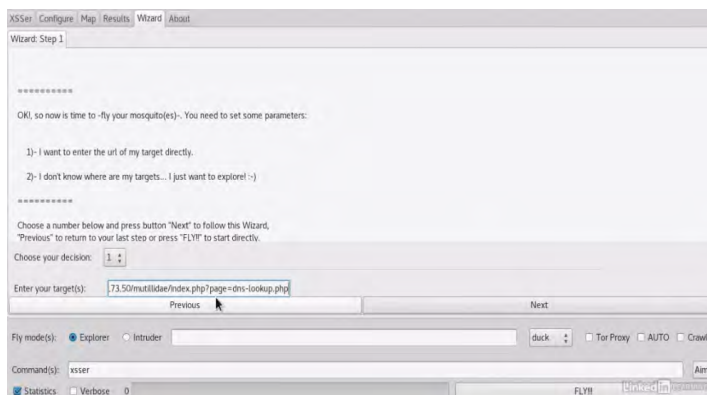 XSSer Configure Map Results Wizard About
Wizard: Step 1
==========
OK!, so now is time to -fly your mosquito(es)-. You need to set some parameters:
1)- I want to enter the url of my target directly.
2)- I don't know where are my targets... I just want to explore! :-)
==========
Choose a number below and press button "Next" to follow this Wizard,
"Previous" to return to your last step or press "FLY!!" to start directly.
Choose your decision: 1
Enter your target(s): .73.50/mutillidae/index.php?page=dns-lookup.php
Previous Next
Fly mode(s): Explorer Intruder duck Tor Proxy AUTO Crawl
Command(s): xsser Aim
Statistics Verbose 0 FLY!!
Linked in